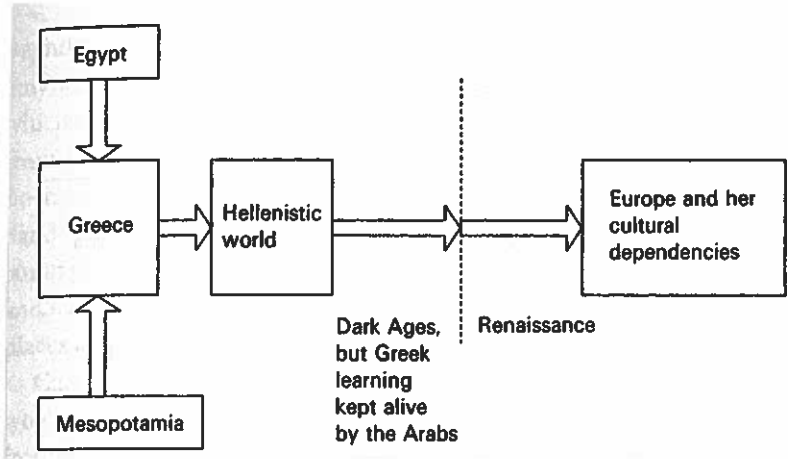 Egypt
Greece
Hellenistic
world
Europe and her
cultural
dependencies
Dark Ages,
but Greek
learning
kept alive
by the Arabs
Renaissance
Mesopotamia